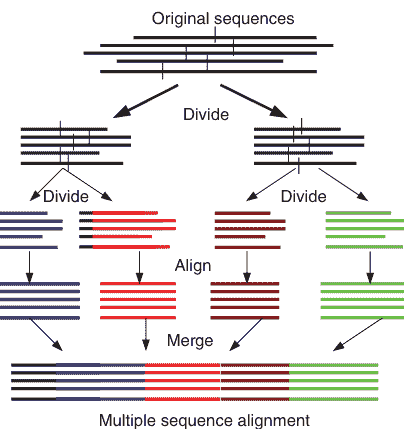 Original sequences
Divide
Divide
Divide
Align
Merge
Multiple sequence alignment